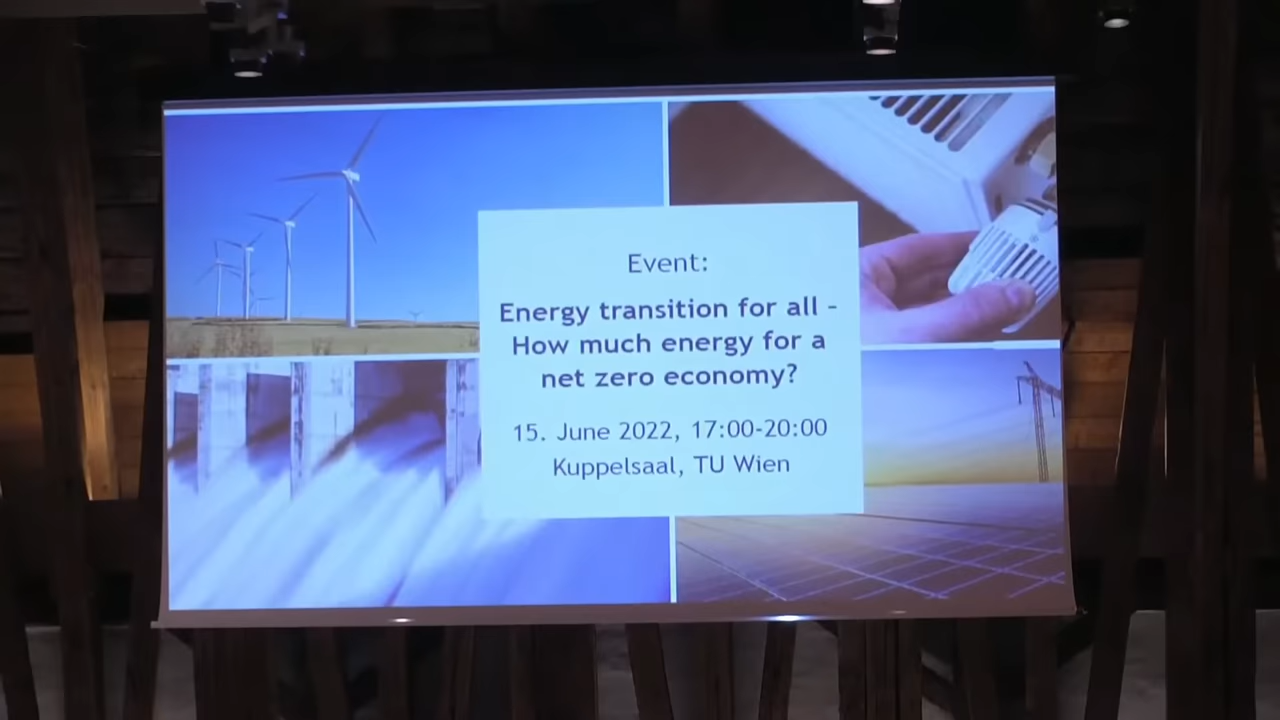 Event:
Energy transition for all –
How much energy for a
net zero economy?
15. June 2022, 17:00-20:00
Kuppelsaal, TU Wien